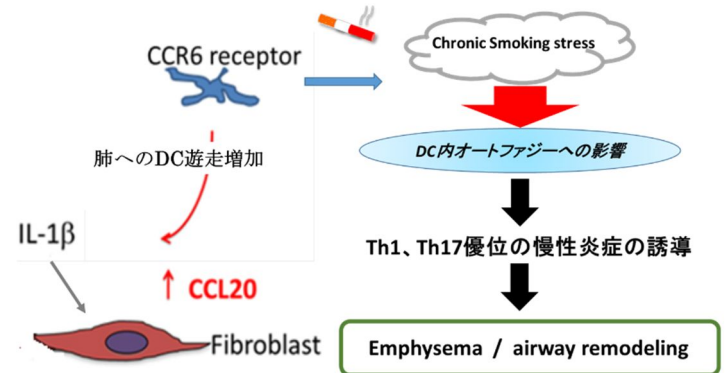 CCR6 receptor
肺へのDC遊走増加
IL-1β
CCL20
Fibroblast
Chronic Smoking stress
DC内オートファジーへの影響
Th1、Th17優位の慢性炎症の誘導
Emphysema / airway remodeling